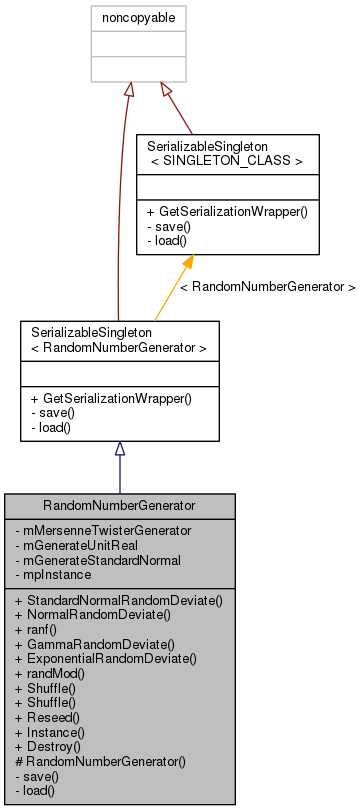 noncopyable
SerializableSingleton
< SINGLETON_CLASS >
+ GetSerializationWrapper()
- save()
- load()
< RandomNumberGenerator >
SerializableSingleton
< RandomNumberGenerator >
+ GetSerializationWrapper()
- save()
- load()
RandomNumberGenerator
- mMersenneTwisterGenerator
- mGenerateUnitReal
- mGenerateStandardNormal
- mpInstance
+ StandardNormalRandomDeviate()
+ NormalRandomDeviate()
+ ranf()
+ GammaRandomDeviate()
+ ExponentialRandomDeviate()
+ randMod()
+ Shuffle()
+ Shuffle()
+ Reseed()
+ Instance()
+ Destroy()
# RandomNumberGenerator()
- save()
- load()